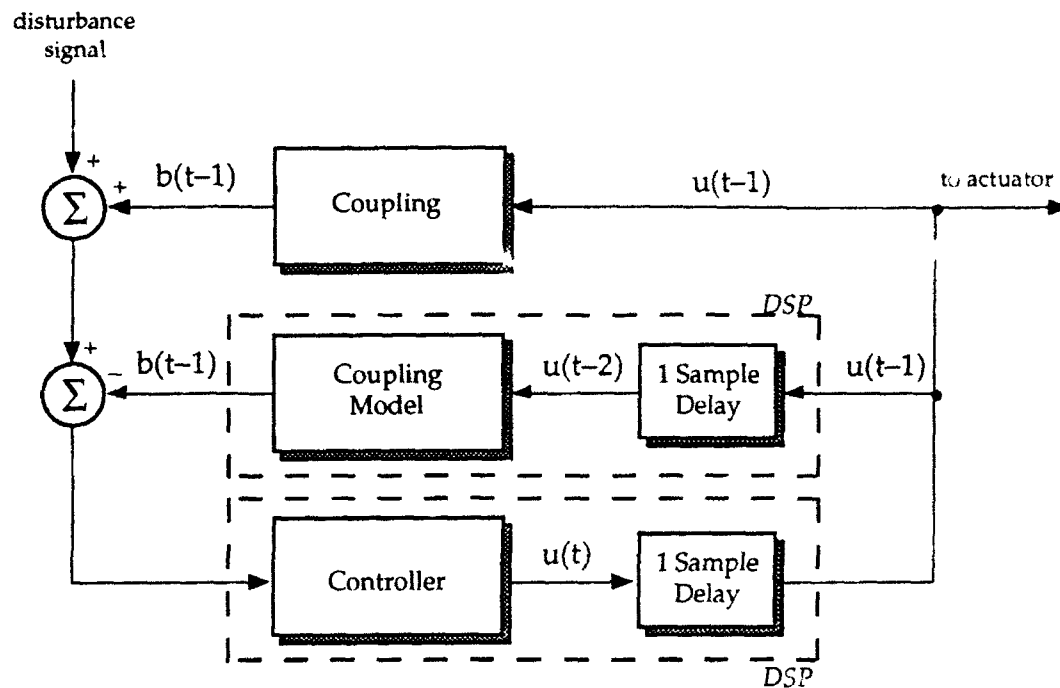 disturbance
signal
+
+
b(t–1)
Coupling
u(t–1)
to actuator
Σ
DSP
+
–
b(t–1)
Coupling
Model
u(t–2)
1 Sample
Delay
u(t–1)
Σ
Controller
u(t)
1 Sample
Delay
DSP